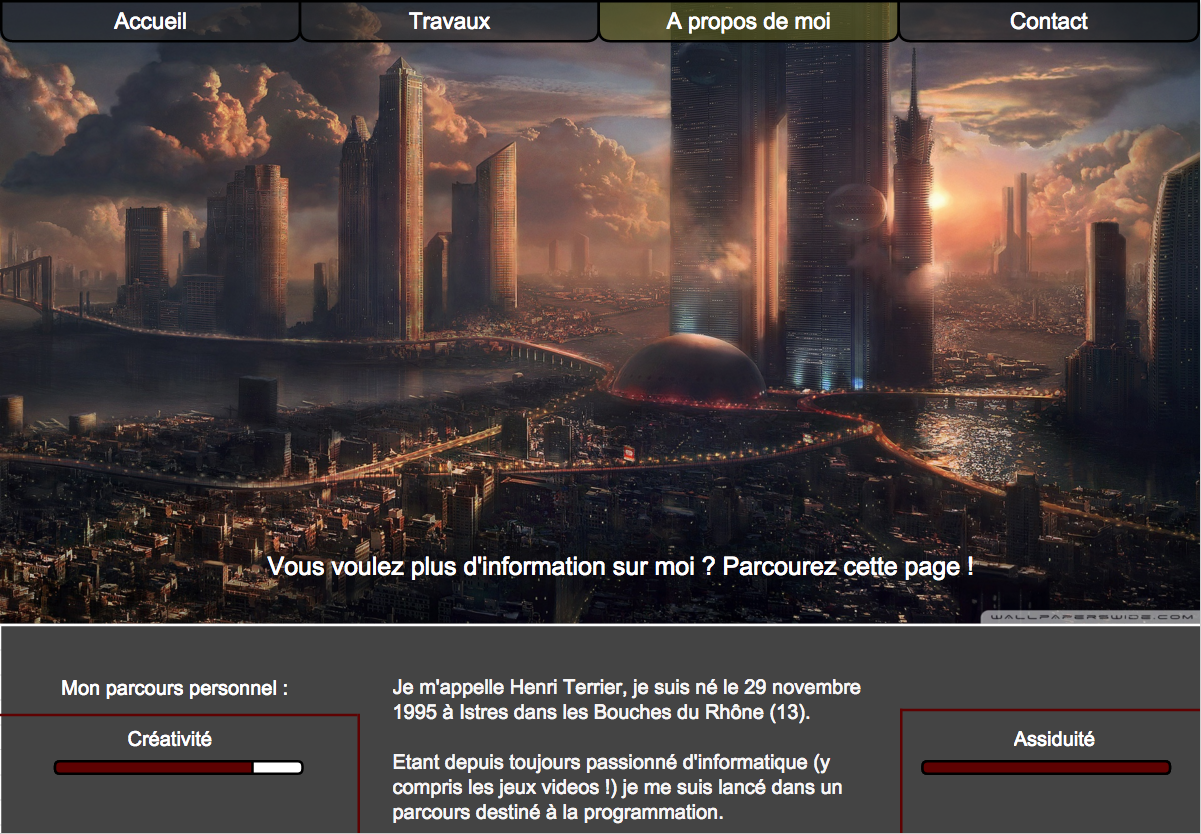 Accueil
Travaux
A propos de moi
Contact
Vous voulez plus d'information sur moi ? Parcourez cette page !
WALLPAPERSWIDE.COM
Mon parcours personnel :
Créativité
Je m'appelle Henri Terrier, je suis né le 29 novembre
1995 à Istres dans les Bouches du Rhône (13).
Etant depuis toujours passionné d'informatique (y
compris les jeux videos !) je me suis lancé dans un
parcours destiné à la programmation.
Assiduité